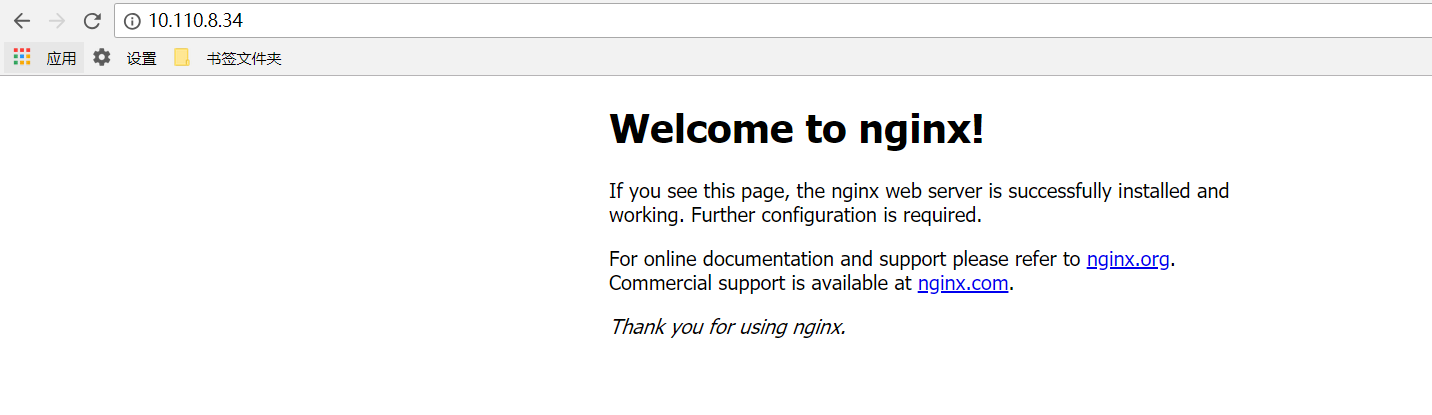 10.110.8.34
应用 设置 书签文件夹
Welcome to nginx!
If you see this page, the nginx web server is successfully installed and
working. Further configuration is required.
For online documentation and support please refer to nginx.org.
Commercial support is available at nginx.com.
Thank you for using nginx.